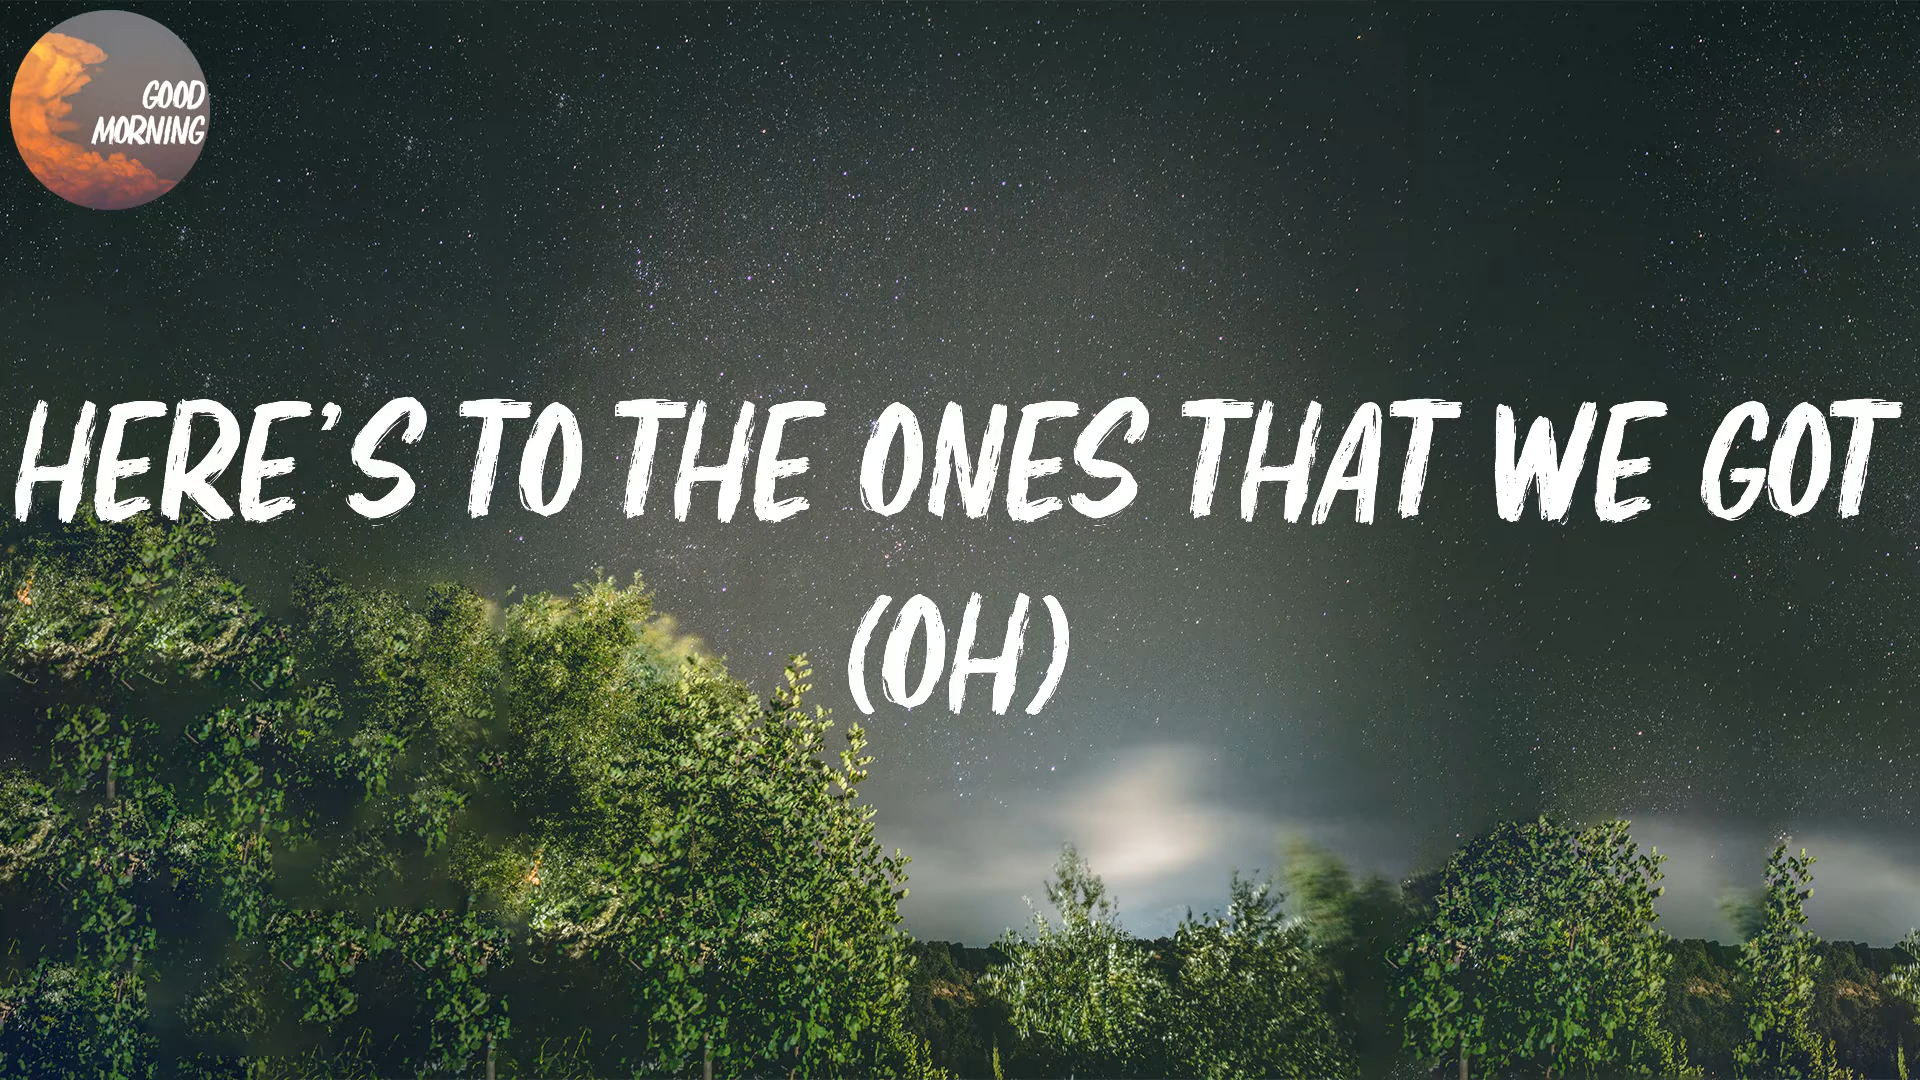 GOOD
MORNING
HERE'S TO THE ONES THAT WE GOT
(OH)